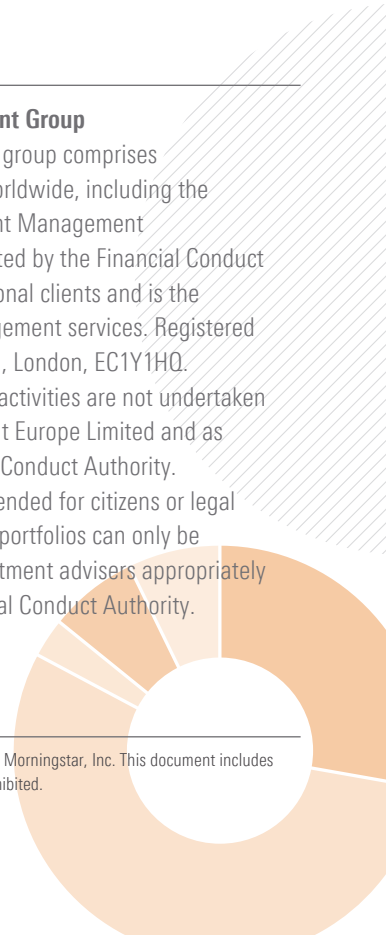 nt Group
group comprises
orldwide, including the
nt Management
ted by the Financial Conduct
onal clients and is the
gement services. Registered
, London, EC1Y1HQ.
activities are not undertaken
t Europe Limited and as
Conduct Authority.
ended for citizens or legal
portfolios can only be
tment advisers appropriately
al Conduct Authority.
Morningstar, Inc. This document includes
hibited.